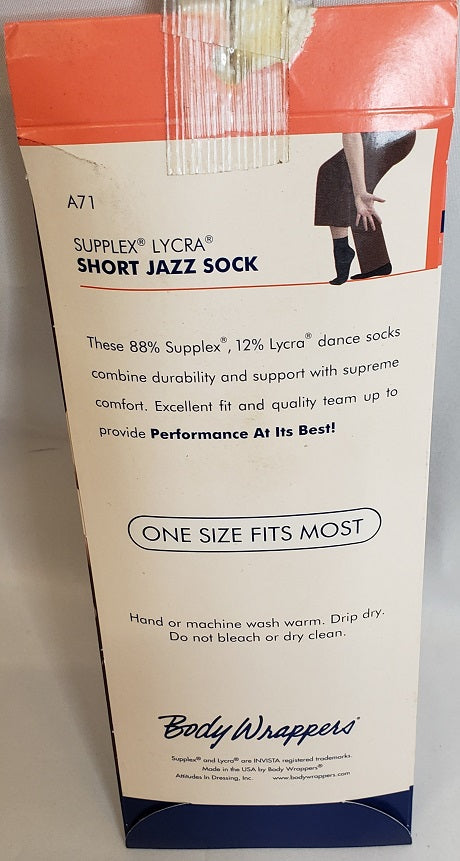 A71
SUPPLEX® LYCRA®
SHORT JAZZ SOCK
These 88% Supplex®, 12% Lycra® dance socks
combine durability and support with supreme
comfort. Excellent fit and quality team up to
provide Performance At Its Best!
ONE SIZE FITS MOST
Hand or machine wash warm. Drip dry.
Do not bleach or dry clean.
Body Wrappers®
Supplex® and Lycra® are INVISTA registered trademarks.
Made in the USA by Body Wrappers®
Attitudes In Dressing, Inc. www.bodywrappers.com